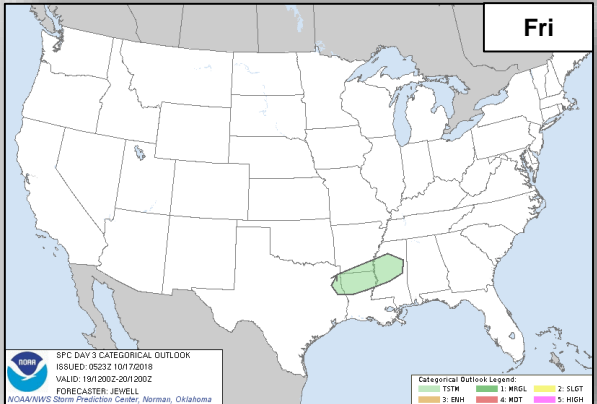 Fri
NOAA
SPC DAY 3 CATEGORICAL OUTLOOK
ISSUED: 0523Z 10/17/2018
VALID: 19/1200Z-20/1200Z
FORECASTER: JEWELL
NOAA/NWS Storm Prediction Center, Norman, Oklahoma
Categorical Outlook Legend:
TSTM 1: MRGL 2: SLGT
3: ENH 4: MDT 5: HIGH